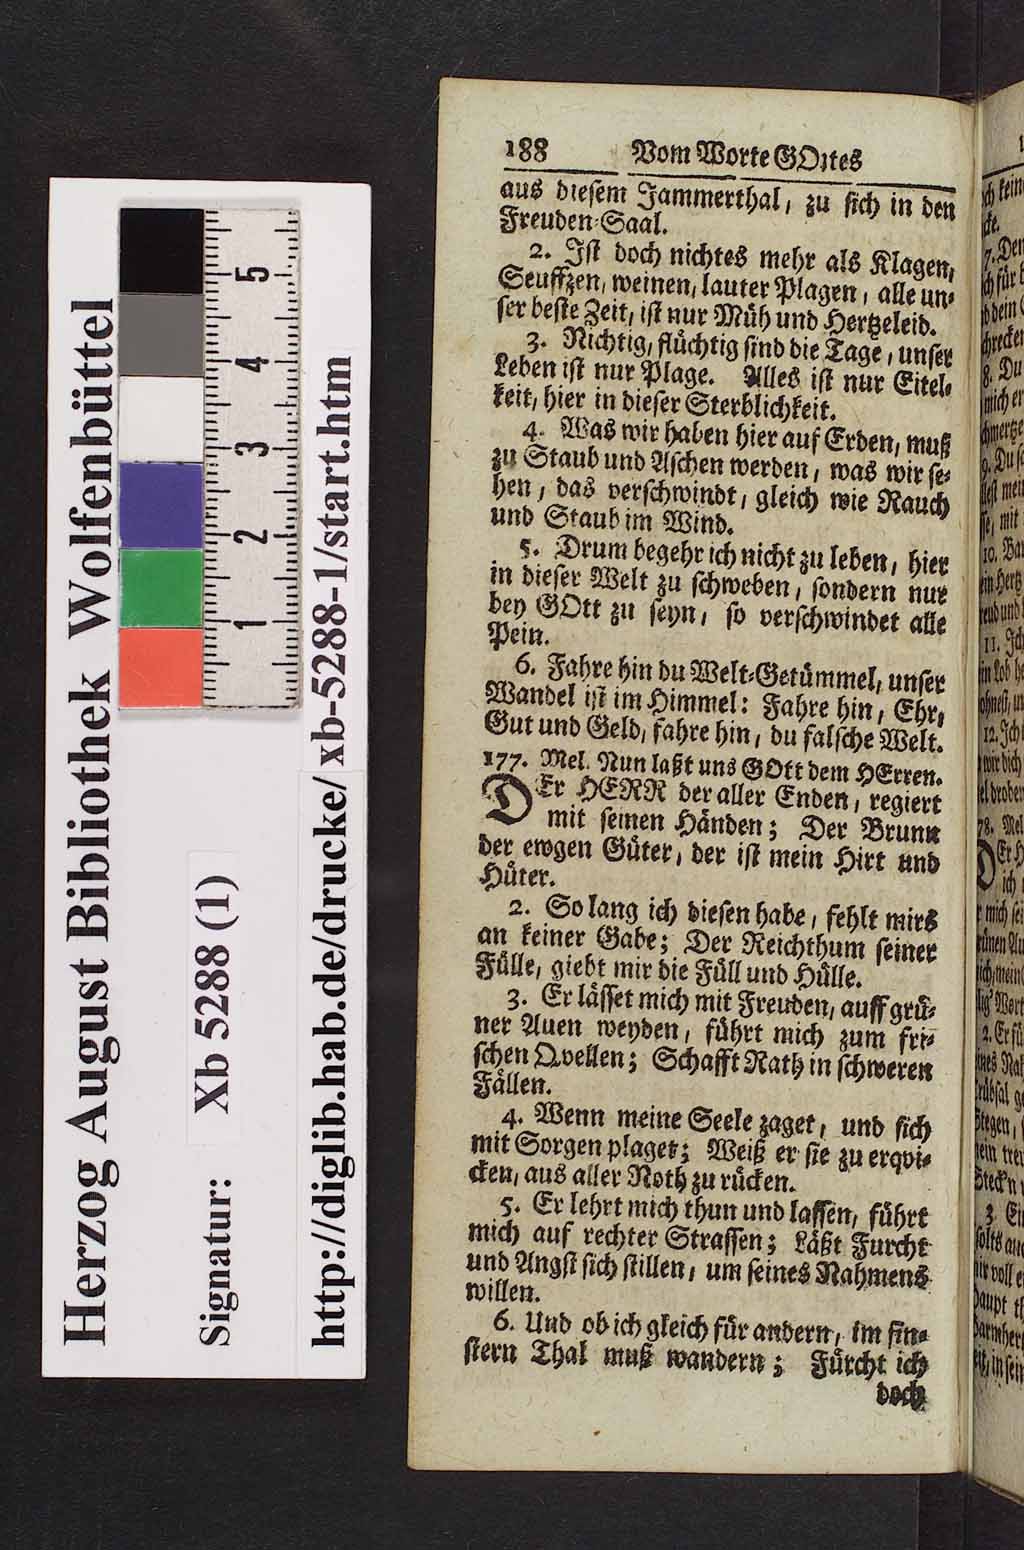 Herzog August Bibliothek Wolfenbüttel
Signatur: Xb 5288 (1)
http://diglib.hab.de/drucke/xb-5288-1/start.htm
1 2 3 4 5
188 Vom Worte GOttes
aus diesem Jammerthal, zu sich in den
Freuden-Saal.
2. Ist doch nichtes mehr als Klagen,
Seuffzen, weinen, lauter Plagen, alle un-
ser beste Zeit, ist nur Müh und Hertzeleid.
3. Nichtig, flüchtig sind die Tage, unser
Leben ist nur Plage. Alles ist nur Eitel-
keit, hier in dieser Sterblichkeit.
4. Was wir haben hier auf Erden, muß
zu Staub und Aschen werden, was wir se-
hen, das verschwindt, gleich wie Rauch
und Staub im Wind.
5. Drum begehr ich nicht zu leben, hier
in dieser Welt zu schweben, sondern nur
bey GOtt zu seyn, so verschwindet alle
Pein.
6. Fahre hin du Welt-Getümmel, unser
Wandel ist im Himmel: Fahre hin, Ehr,
Gut und Geld, fahre hin, du falsche Welt.
177. Mel. Nun laßt uns GOtt dem HErren.
DEr HERR der aller Enden, regiert
mit seinen Händen; Der Brunn
der ewgen Güter, der ist mein Hirt und
Hüter.
2. So lang ich diesen habe, fehlt mirs
an keiner Gabe; Der Reichthum seiner
Fülle, giebt mir die Füll und Hülle.
3. Er lässet mich mit Freuden, auff grü-
ner Auen weyden, führt mich zum fri-
schen Qvellen; Schafft Rath in schweren
Fällen.
4. Wenn meine Seele zaget, und sich
mit Sorgen plaget; Weiß er sie zu erqvi-
cken, aus aller Noth zu rücken.
5. Er lehrt mich thun und lassen, führt
mich auf rechter Strassen; Läßt Furcht
und Angst sich stillen, um seines Nahmens
willen.
6. Und ob ich gleich für andern, im fin-
stern Thal muß wandern; Fürcht ich
doch